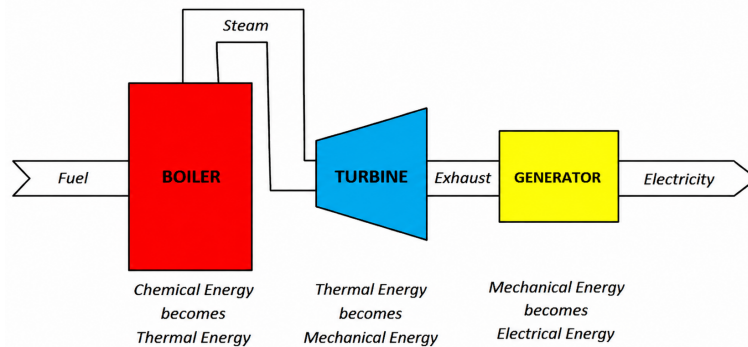 Steam
Fuel
BOILER
TURBINE
Exhaust
GENERATOR
Electricity
Chemical Energy
becomes
Thermal Energy
Thermal Energy
becomes
Mechanical Energy
Mechanical Energy
becomes
Electrical Energy